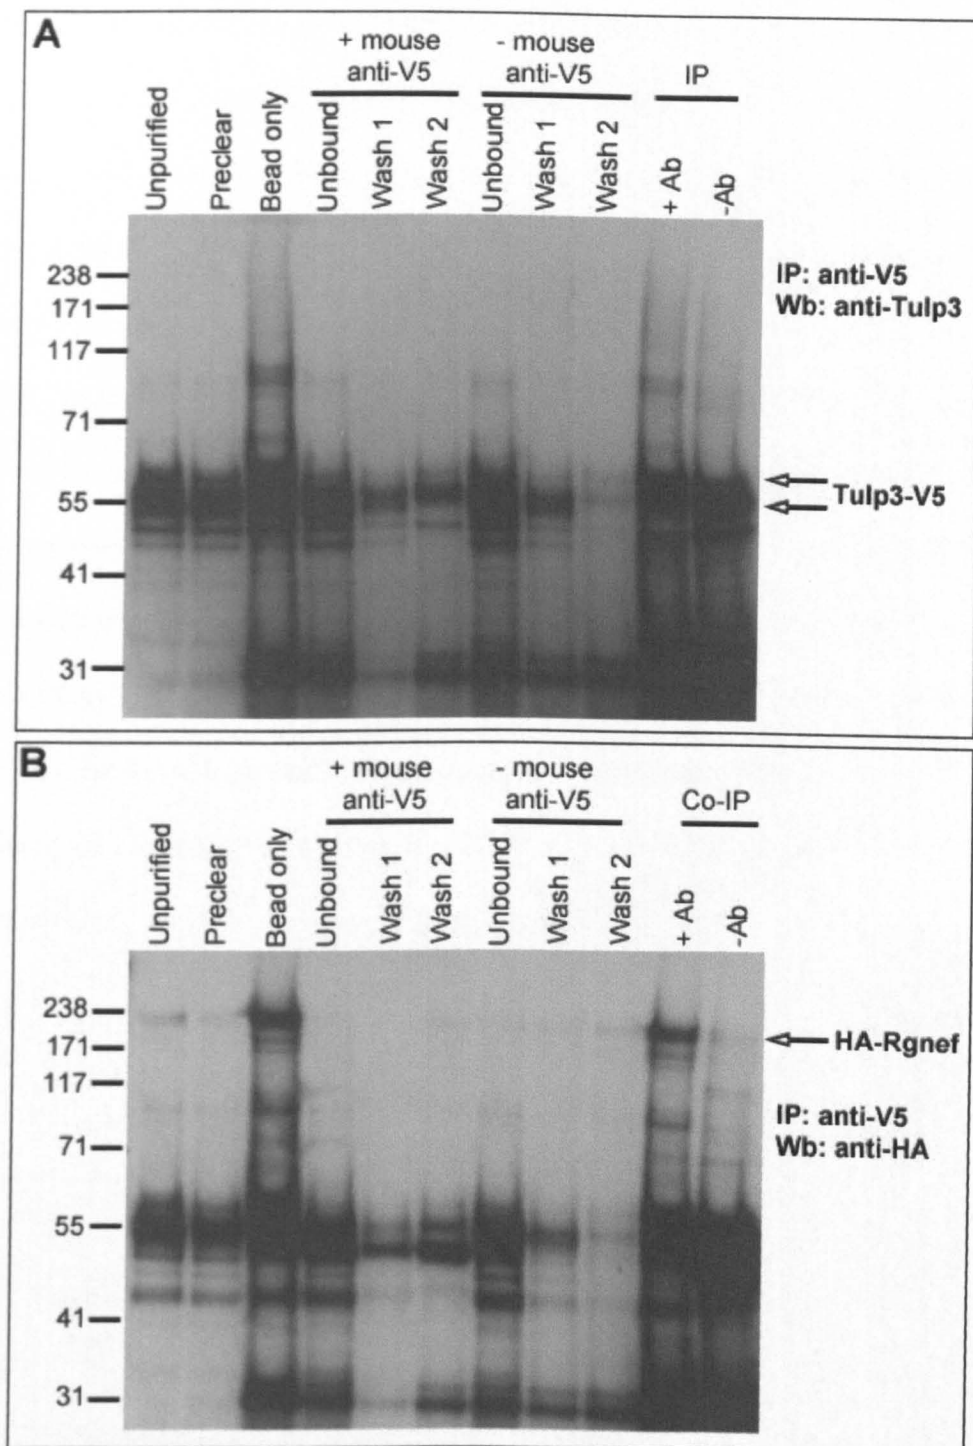 A
+ mouse
anti-V5
- mouse
anti-V5
IP
Unpurified
Preclear
Bead only
Unbound
Wash 1
Wash 2
Unbound
Wash 1
Wash 2
+ Ab
-Ab
238
171
117
71
55
41
31
IP: anti-V5
Wb: anti-Tulp3
Tulp3-V5
B
+ mouse
anti-V5
- mouse
anti-V5
Co-IP
Unpurified
Preclear
Bead only
Unbound
Wash 1
Wash 2
Unbound
Wash 1
Wash 2
+ Ab
-Ab
238
171
117
71
55
41
31
HA-Rgnef
IP: anti-V5
Wb: anti-HA